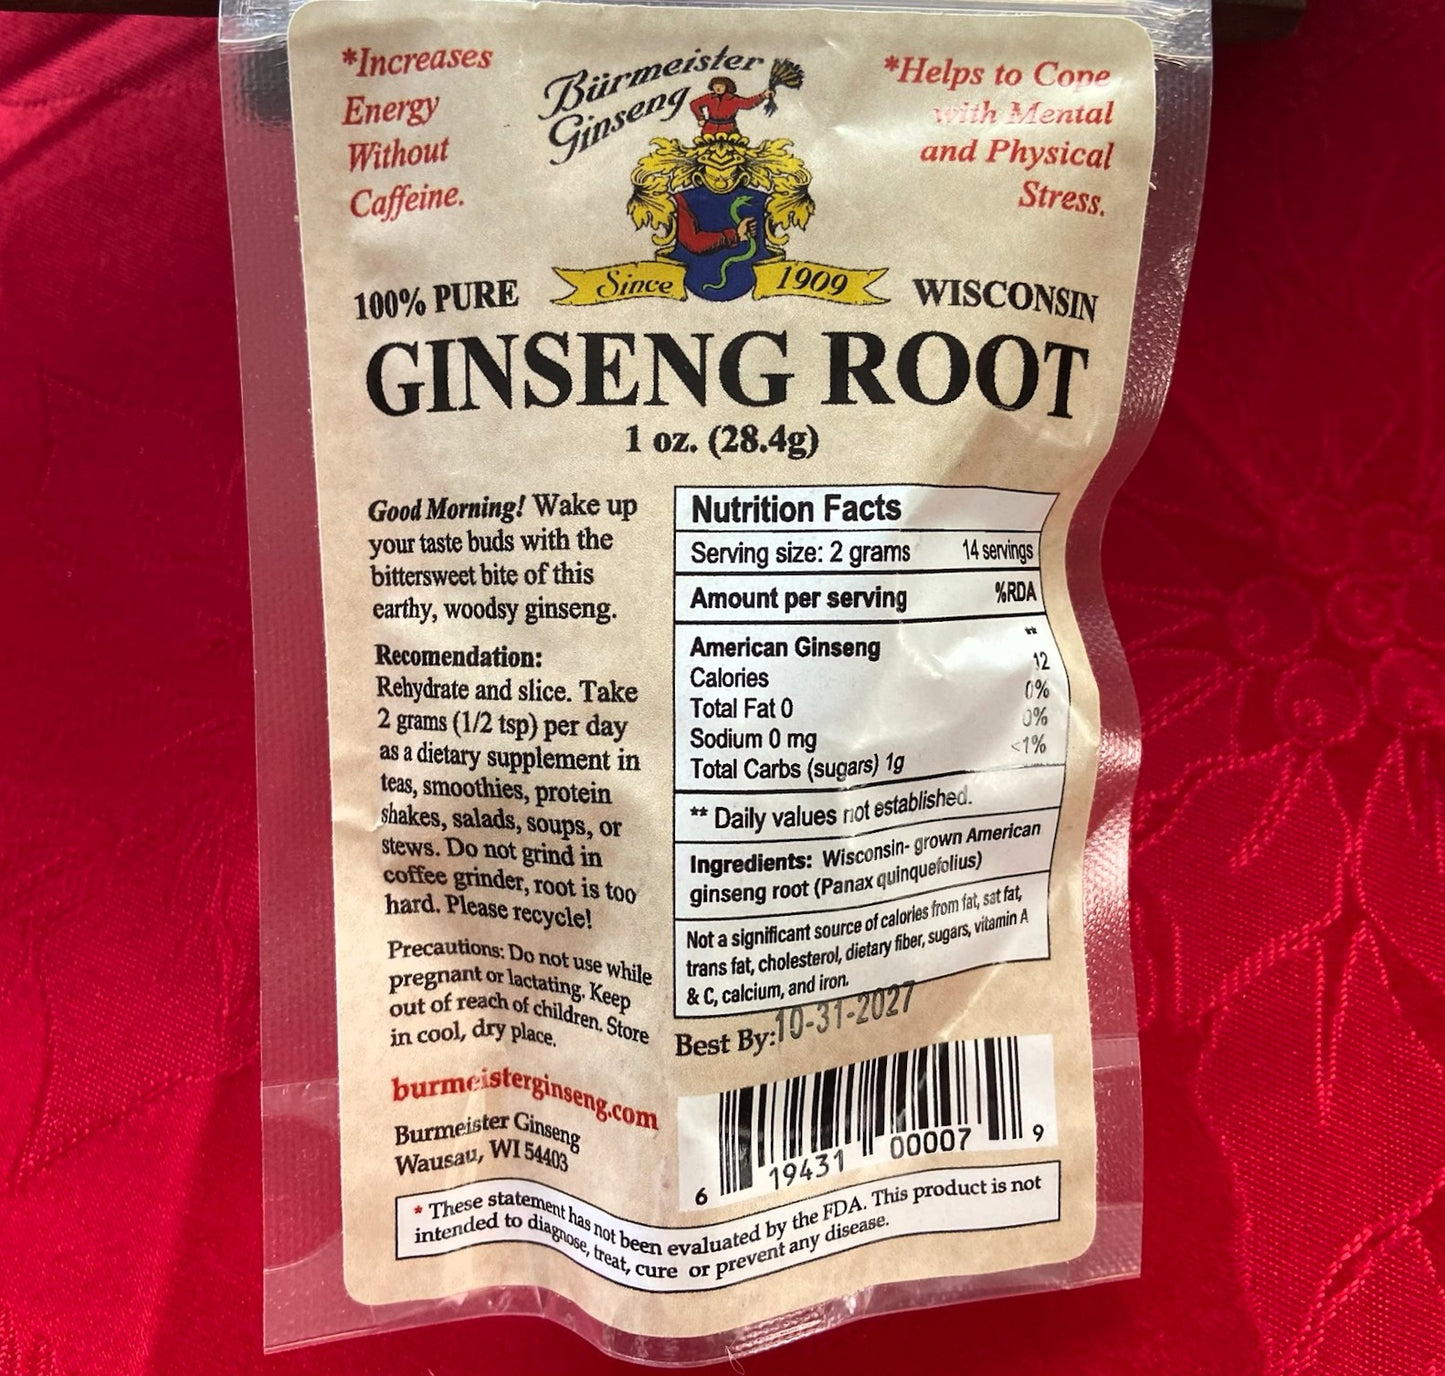 *Increases
Energy
Without
Caffeine.
Bürmeister
Ginseng
*Helps to Cope
with Mental
and Physical
Stress.
Since 1909
100% PURE
WISCONSIN
GINSENG ROOT
1 oz. (28.4g)
Good Morning! Wake up
your taste buds with the
bittersweet bite of this
earthy, woodsy ginseng.
Recomendation:
Rehydrate and slice. Take
2 grams (1/2 tsp) per day
as a dietary supplement in
teas, smoothies, protein
shakes, salads, soups, or
stews. Do not grind in
coffee grinder, root is too
hard. Please recycle!
Precautions: Do not use while
pregnant or lactating. Keep
out of reach of children. Store
in cool, dry place.
burmeisterginseng.com
Burmeister Ginseng
Wausau, WI 54403
Nutrition Facts
Serving size: 2 grams 14 servings
Amount per serving %RDA
American Ginseng **
Calories 12
Total Fat 0 0%
Sodium 0 mg 0%
Total Carbs (sugars) 1g <1%
** Daily values not established.
Ingredients: Wisconsin- grown American
ginseng root (Panax quinquefolius)
Not a significant source of calories from fat, sat fat,
trans fat, cholesterol, dietary fiber, sugars, vitamin A
& C, calcium, and iron.
Best By: 10-31-2027
6 19431 00007 9
* These statement has not been evaluated by the FDA. This product is not
intended to diagnose, treat, cure or prevent any disease.